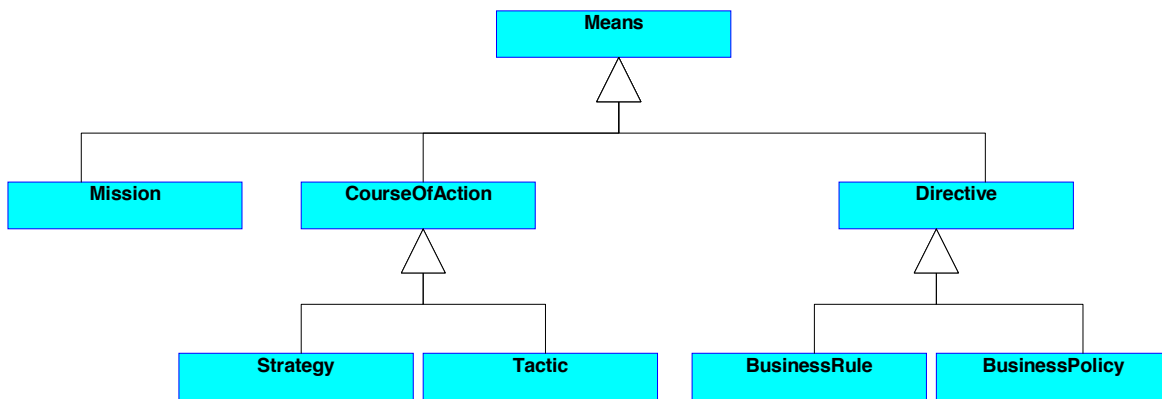 Means
Mission
CourseOfAction
Directive
Strategy
Tactic
BusinessRule
BusinessPolicy